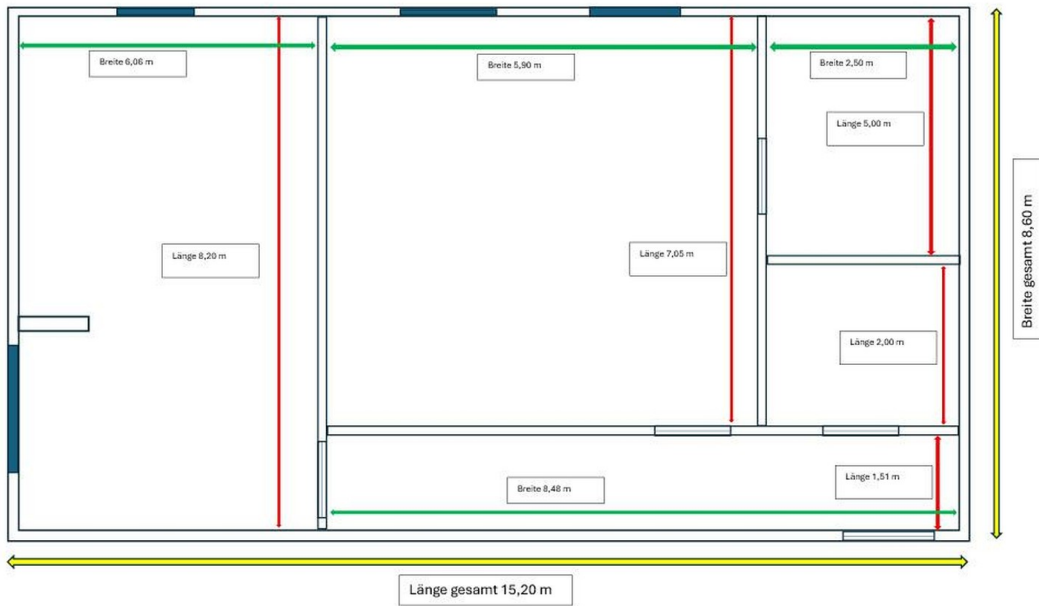 Breite 6,06 m
Breite 5,90 m
Breite 2,50 m
Länge 5,00 m
Länge 8,20 m
Länge 7,05 m
Breite gesamt 8,60 m
Länge 2,00 m
Länge 1,51 m
Breite 8,48 m
Länge gesamt 15,20 m